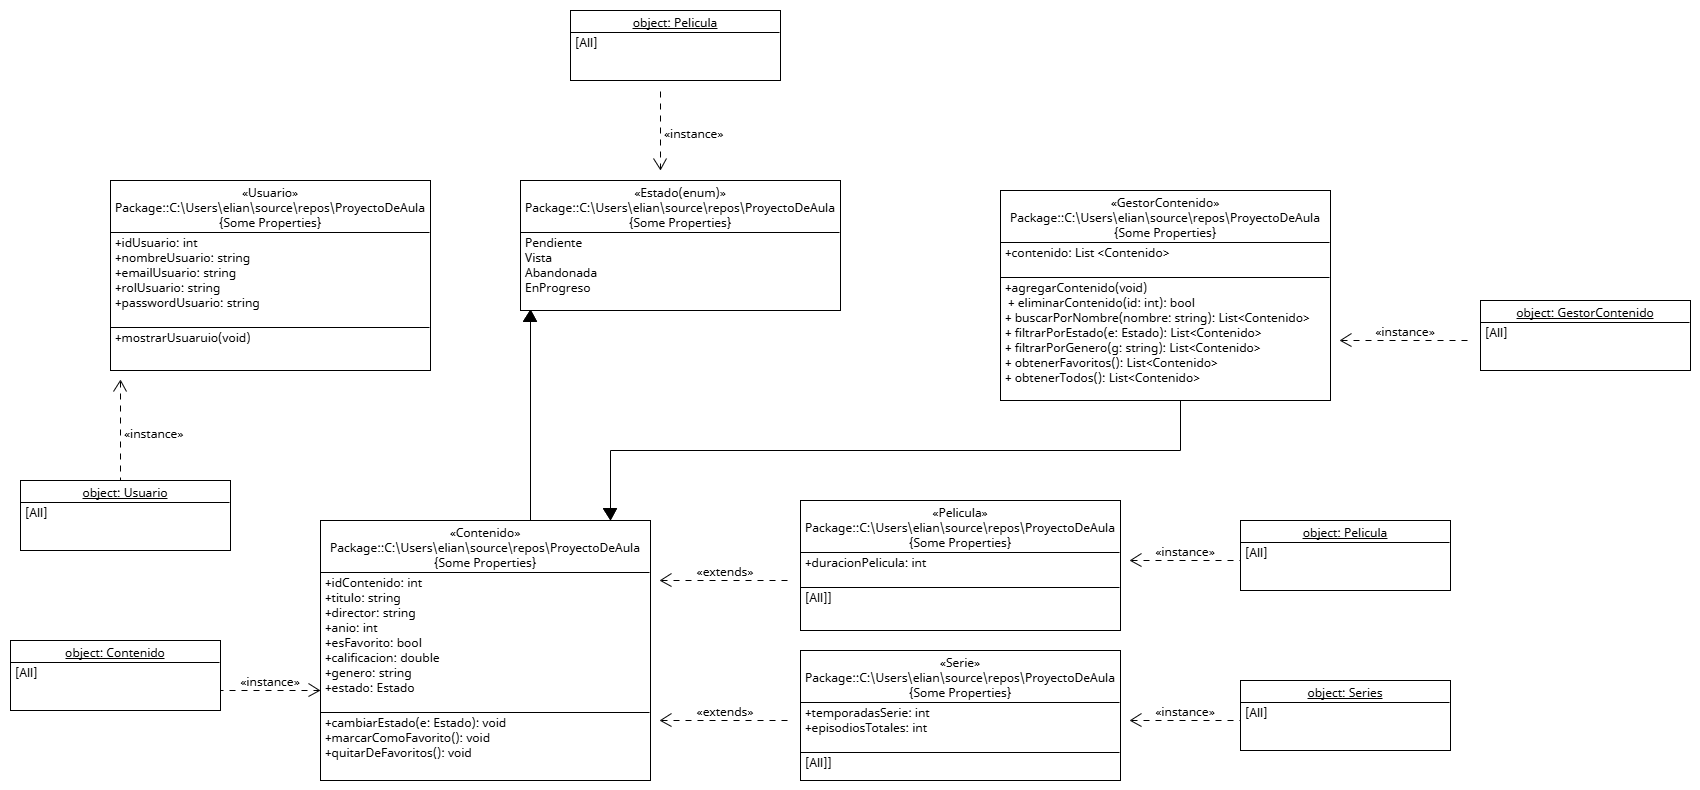 object: Pelicula
[All]
«instance»
«Usuario»
Package::C:\Users\elian\source\repos\ProyectoDeAula
{Some Properties}
+idUsuario: int
+nombreUsuario: string
+emailUsuario: string
+rolUsuario: string
+passwordUsuario: string
+mostrarUsuaruio(void)
«Estado(enum)»
Package::C:\Users\elian\source\repos\ProyectoDeAula
{Some Properties}
Pendiente
Vista
Abandonada
EnProgreso
«GestorContenido»
Package::C:\Users\elian\source\repos\ProyectoDeAula
{Some Properties}
+contenido: List <Contenido>
+agregarContenido(void)
+ eliminarContenido(id: int): bool
+ buscarPorNombre(nombre: string): List<Contenido>
+ filtrarPorEstado(e: Estado): List<Contenido>
+ filtrarPorGenero(g: string): List<Contenido>
+ obtenerFavoritos(): List<Contenido>
+ obtenerTodos(): List<Contenido>
«instance»
object: GestorContenido
[All]
«instance»
object: Usuario
[All]
«Contenido»
Package::C:\Users\elian\source\repos\ProyectoDeAula
{Some Properties}
+idContenido: int
+titulo: string
+director: string
+anio: int
+esFavorito: bool
+calificacion: double
+genero: string
+estado: Estado
+cambiarEstado(e: Estado): void
+marcarComoFavorito(): void
+quitarDeFavoritos(): void
«extends»
«Pelicula»
Package::C:\Users\elian\source\repos\ProyectoDeAula
{Some Properties}
+duracionPelicula: int
[All]]
«instance»
object: Pelicula
[All]
object: Contenido
[All]
«instance»
«extends»
«Serie»
Package::C:\Users\elian\source\repos\ProyectoDeAula
{Some Properties}
+temporadasSerie: int
+episodiosTotales: int
[All]]
«instance»
object: Series
[All]